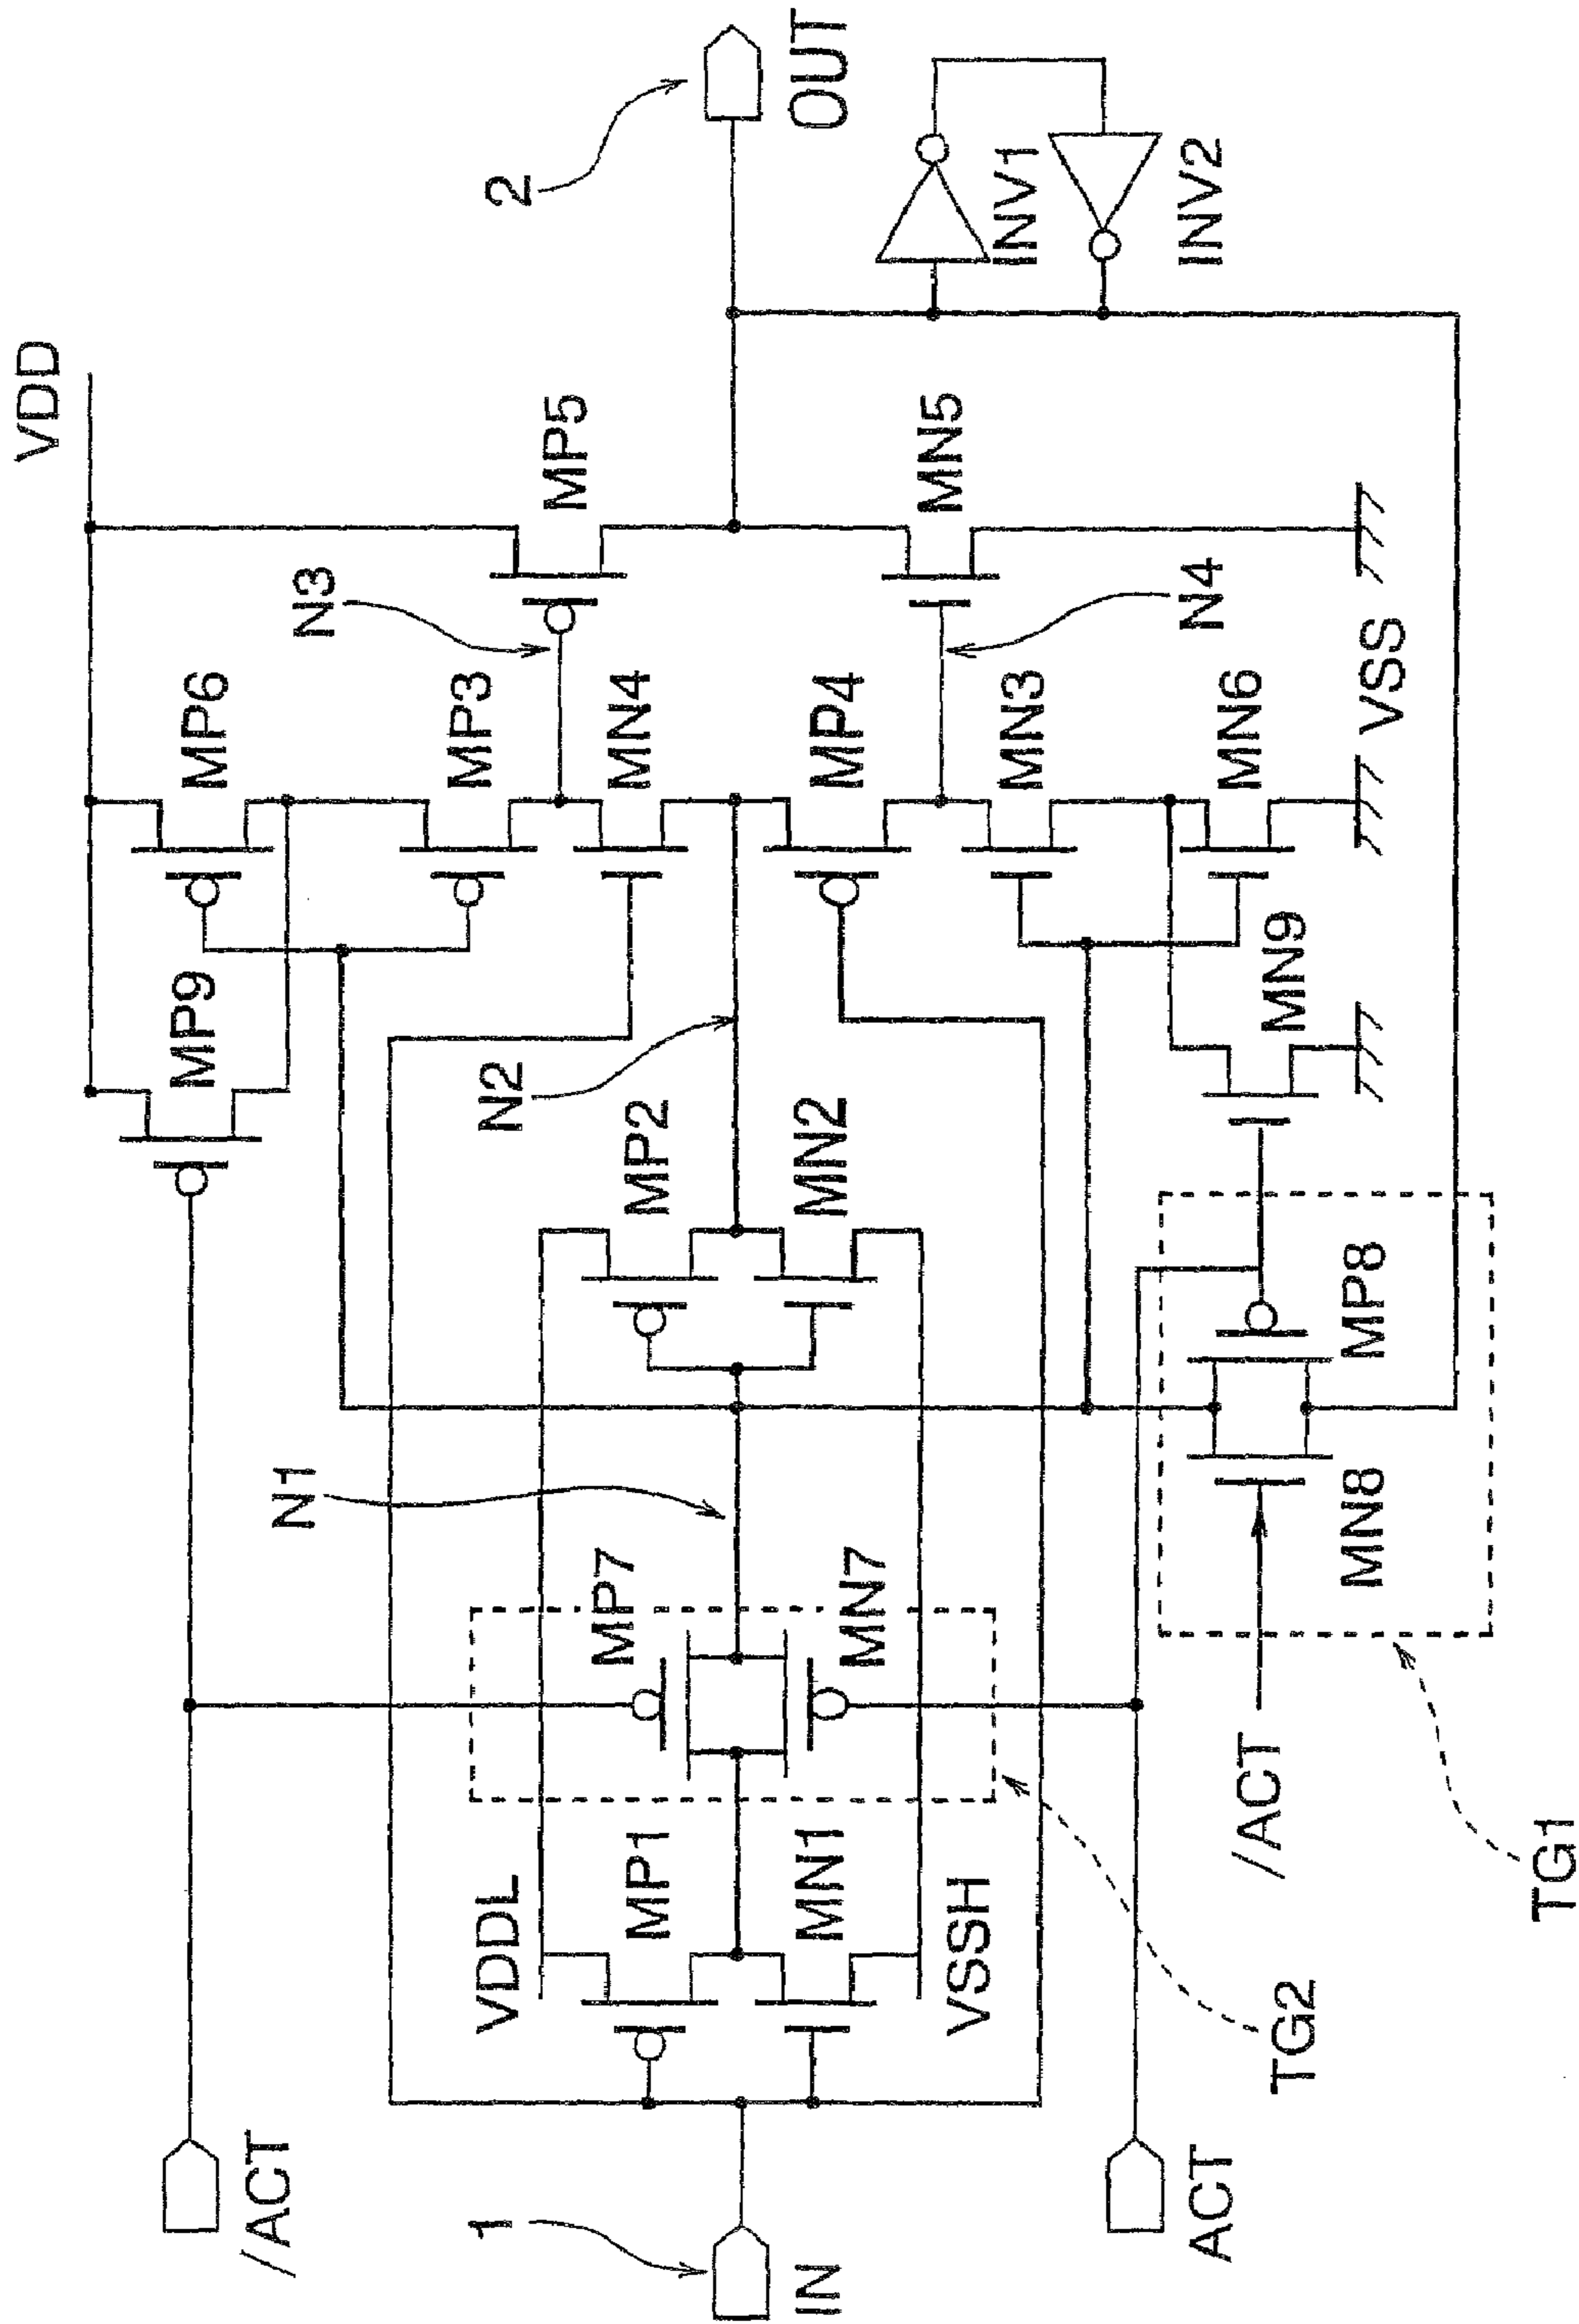 VDD
MP9
MP6
/ACT
N3
MP3
MP5
N1
N2
MN4
2
VDDL
MP7
MP2
MP1
OUT
1
IN
MN1
MN7
MN2
MP4
MN5
INV1
VSSH
MN3
N4
INV2
ACT
MN9
MN6
/ACT
TG2
MN8
MP8
VSS
TG1